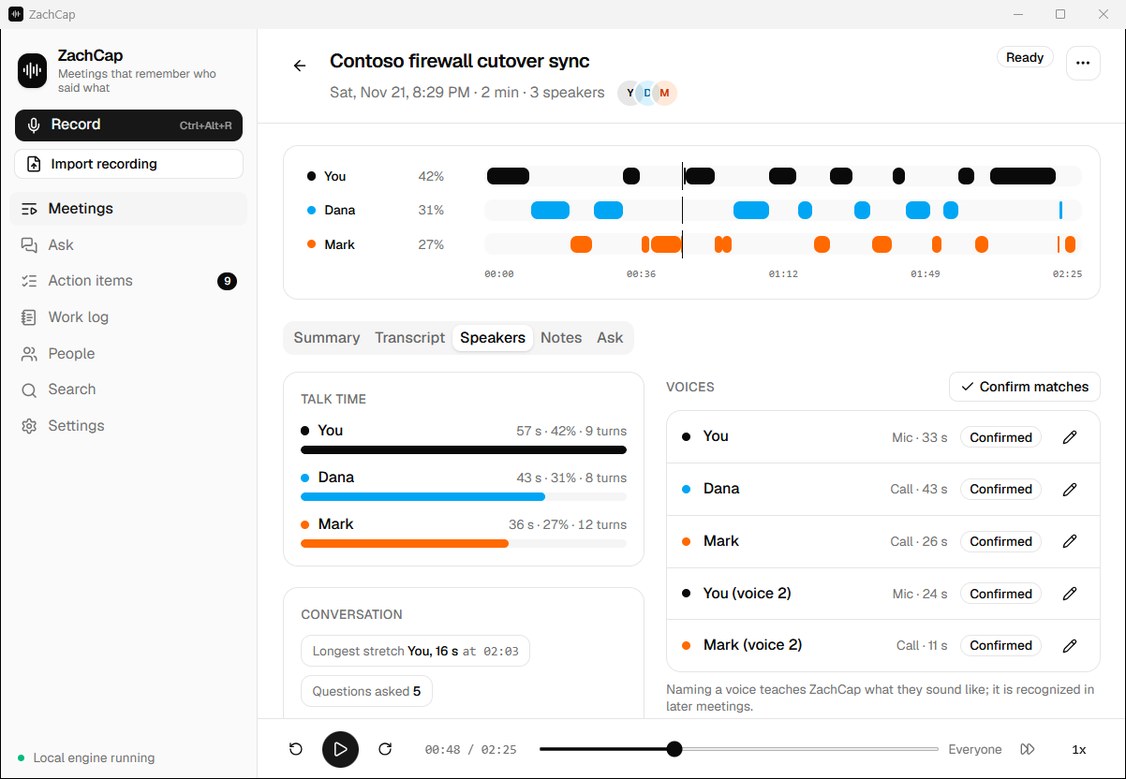 ZachCap
ZachCap
Meetings that remember who
said what
Record Ctrl+Alt+R
Import recording
Meetings
Ask
Action items 9
Work log
People
Search
Settings
Local engine running
Contoso firewall cutover sync
Sat, Nov 21, 8:29 PM · 2 min · 3 speakers Y D M
Ready
You 42%
Dana 31%
Mark 27%
00:00 00:36 01:12 01:49 02:25
Summary Transcript Speakers Notes Ask
TALK TIME
You 57 s · 42% · 9 turns
Dana 43 s · 31% · 8 turns
Mark 36 s · 27% · 12 turns
CONVERSATION
Longest stretch You, 16 s at 02:03
Questions asked 5
VOICES Confirm matches
You Mic · 33 s Confirmed
Dana Call · 43 s Confirmed
Mark Call · 26 s Confirmed
You (voice 2) Mic · 24 s Confirmed
Mark (voice 2) Call · 11 s Confirmed
Naming a voice teaches ZachCap what they sound like; it is recognized in
later meetings.
00:48 / 02:25 Everyone 1x